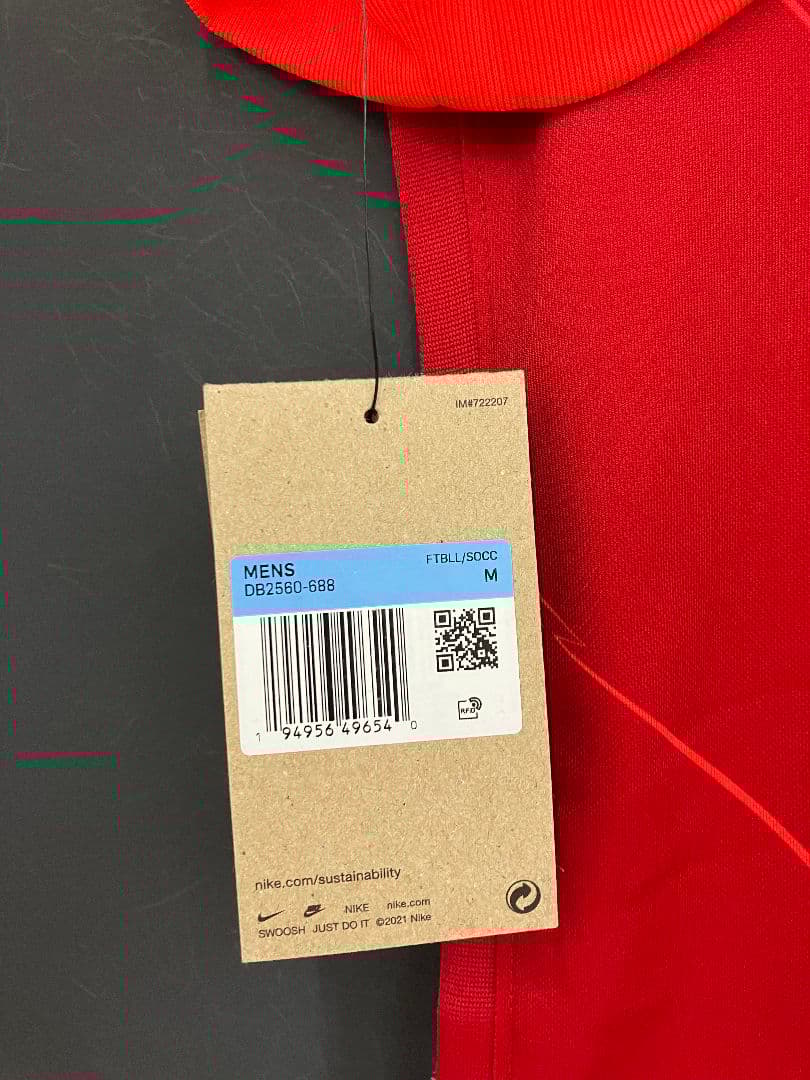 IM#722207
MENS
FTBLL/SOCC
DB2560-688
M
RFID
1 94956 49654 0
nike.com/sustainability
NIKE nike.com
SWOOSH JUST DO IT ©2021 Nike